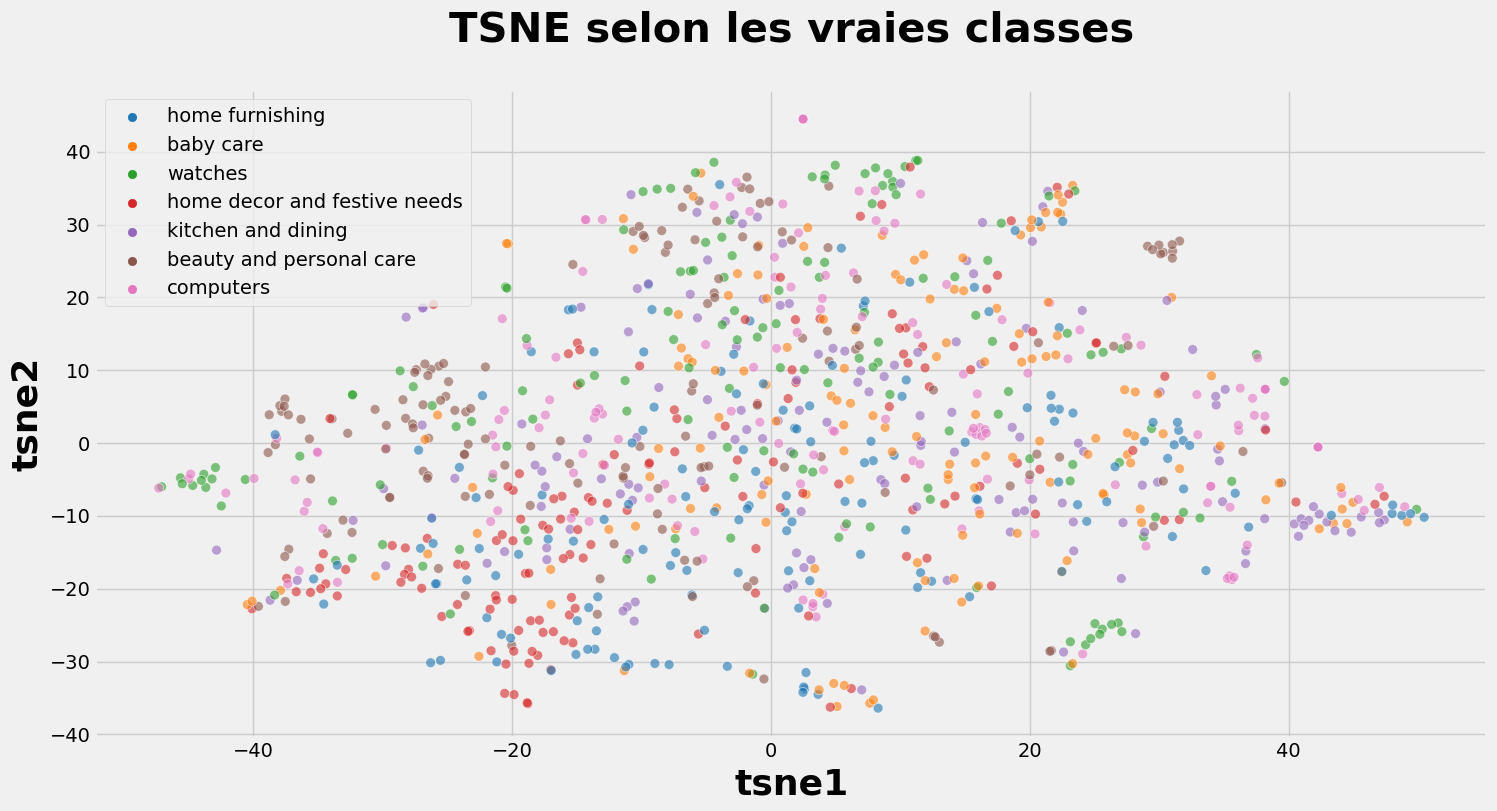 TSNE selon les vraies classes
home furnishing
baby care
watches
home decor and festive needs
kitchen and dining
beauty and personal care
computers
40
30
20
10
0
−10
−20
−30
−40
tsne2
−40
−20
0
20
40
tsne1